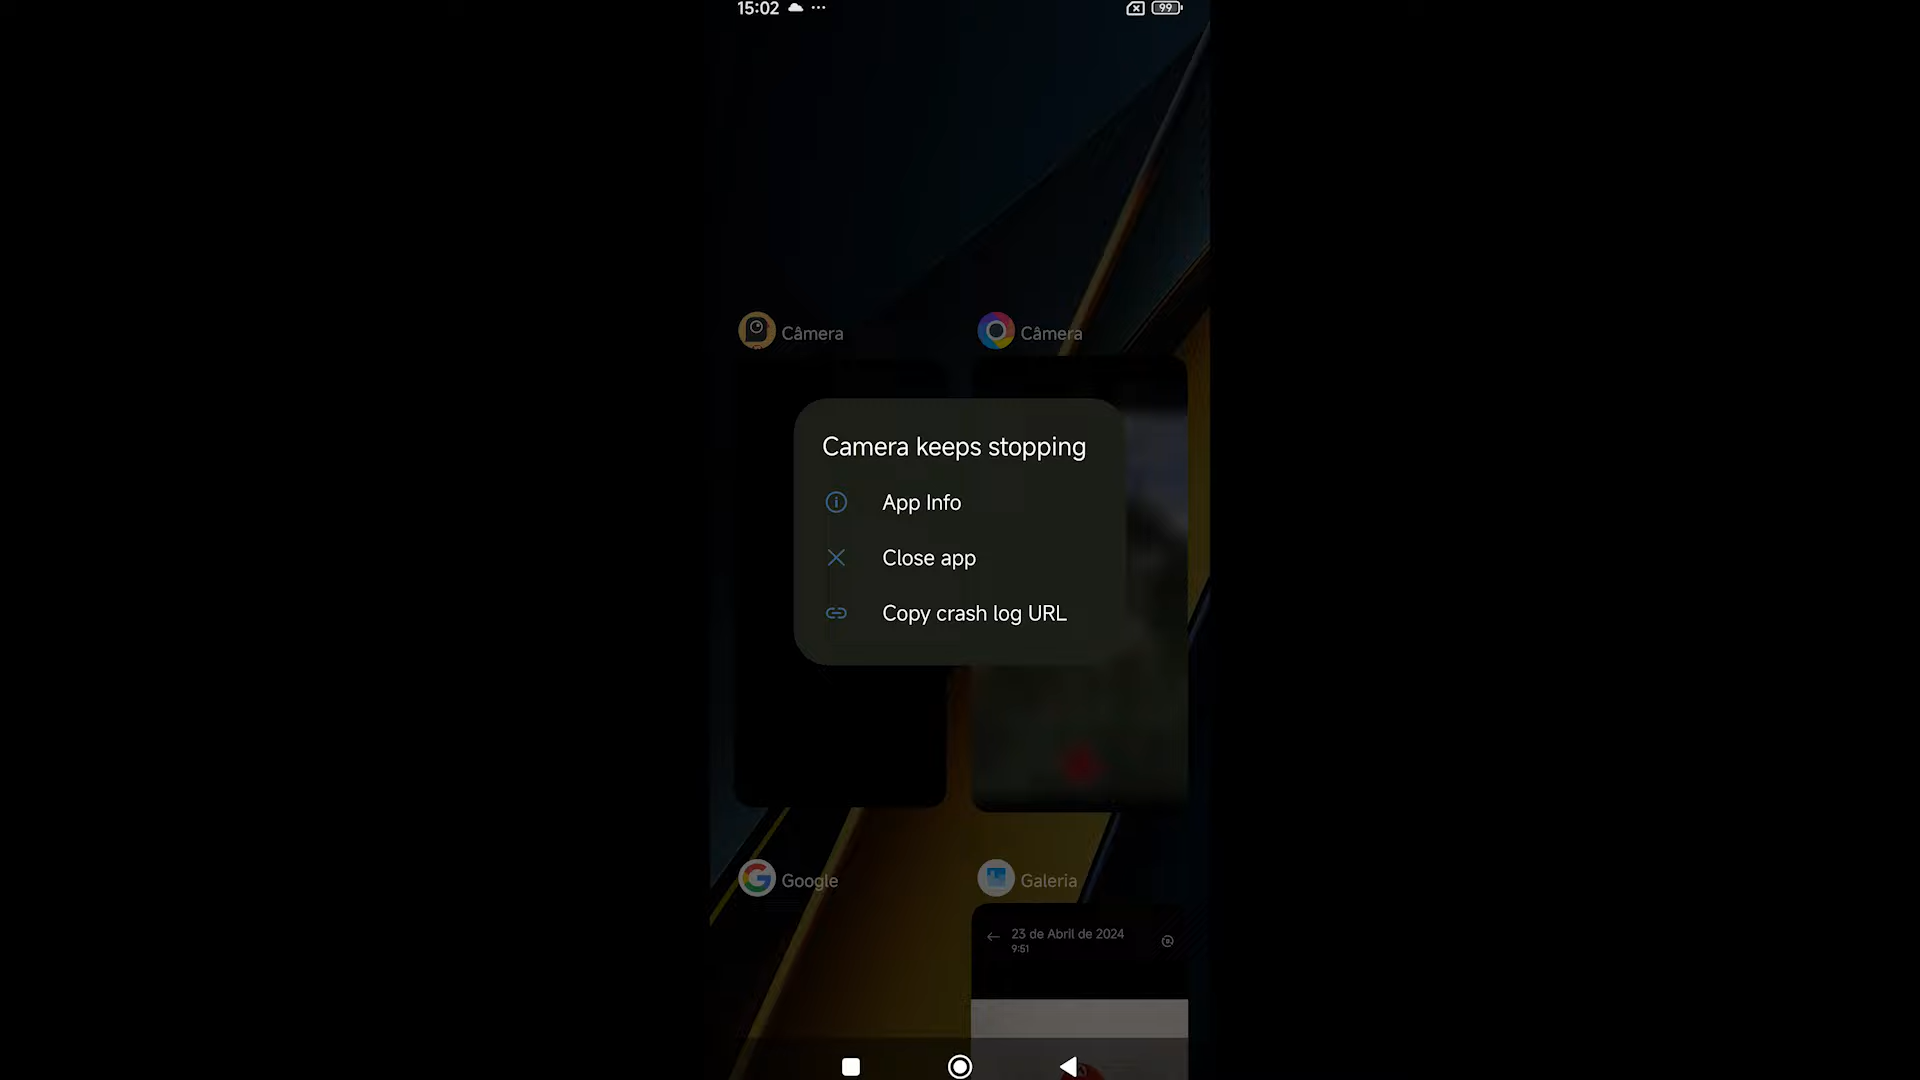 15:02
99
Câmera
Câmera
Camera keeps stopping
App Info
Close app
Copy crash log URL
Google
Galeria
23 de Abril de 2024
9:51